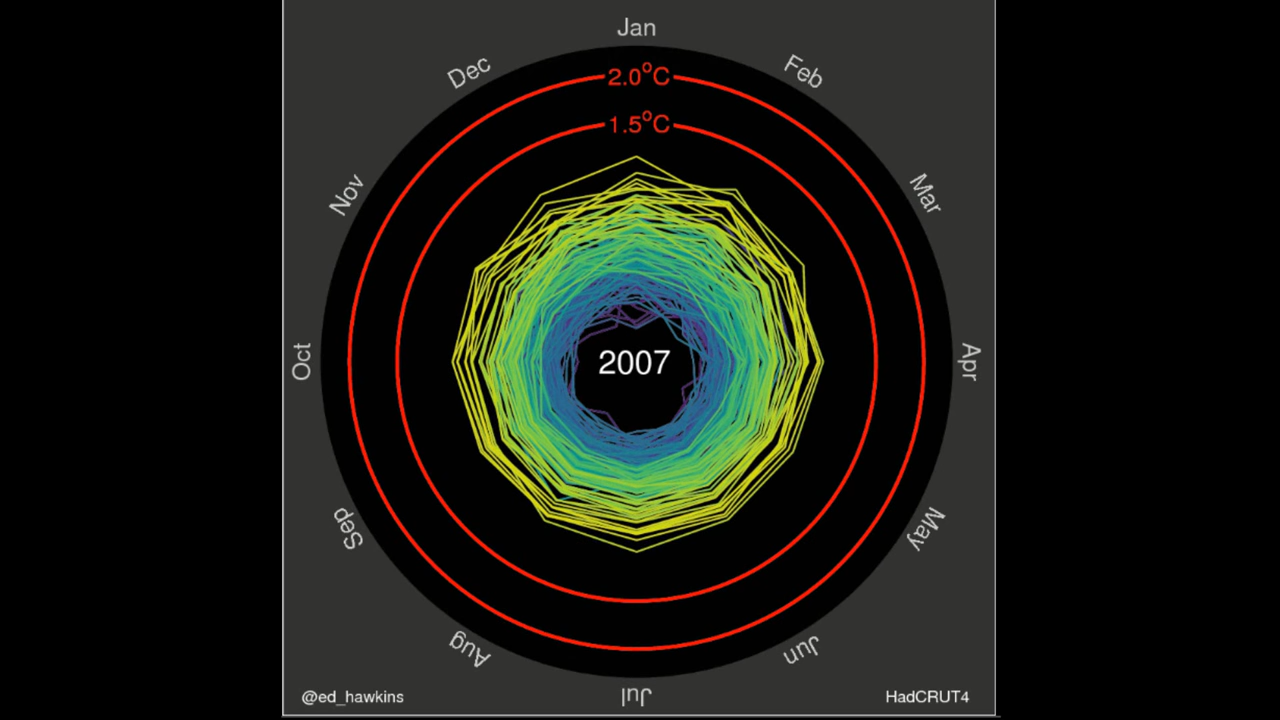 Jan
Feb
Mar
Apr
May
Jun
Jul
Aug
Sep
Oct
Nov
Dec
2.0°C
1.5°C
2007
@ed_hawkins
HadCRUT4